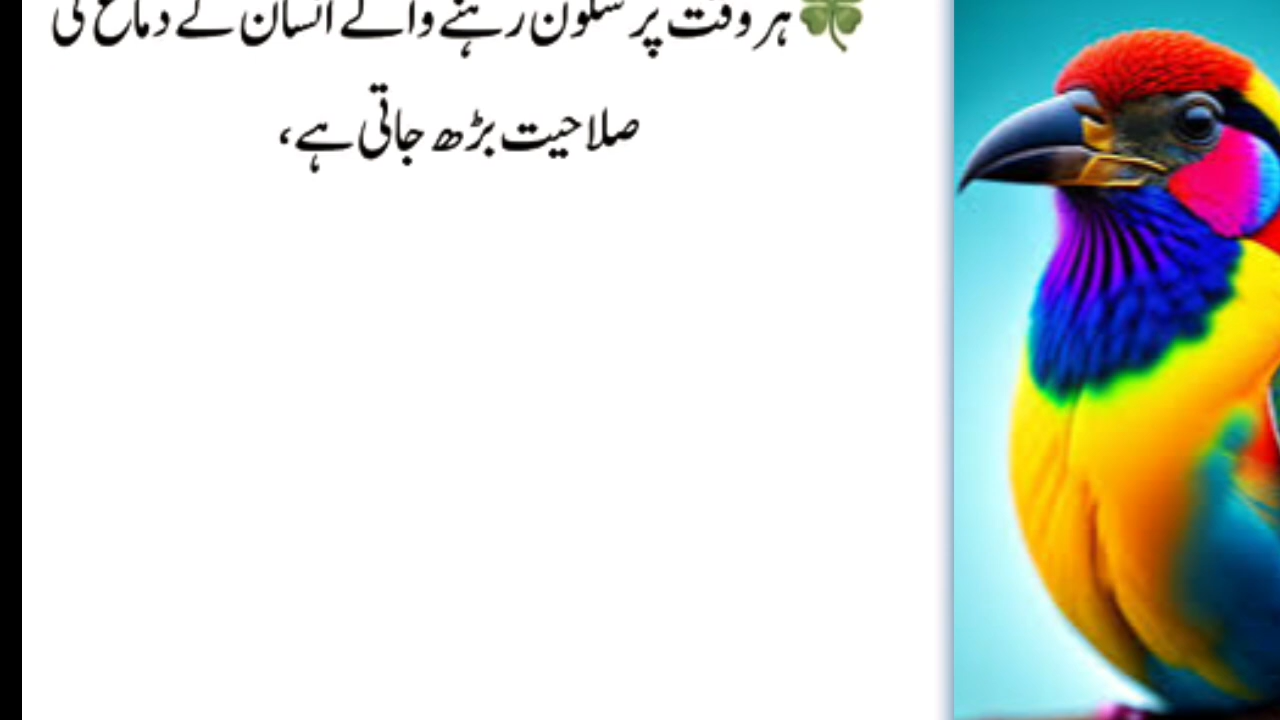 🍀ہر وقت پر سکون رہنے والے انسان کے دماغ کی
صلاحیت بڑھ جاتی ہے،